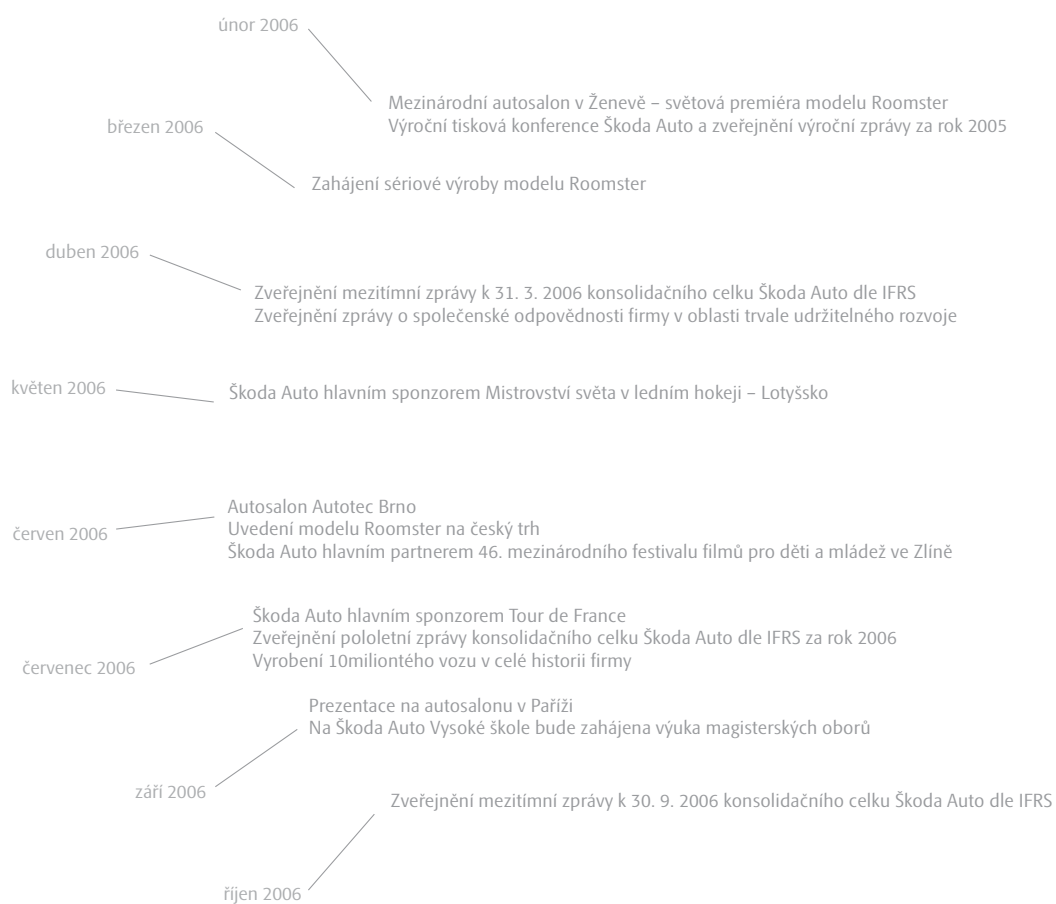 únor 2006
Mezinárodní autosalon v Ženevě – světová premiéra modelu Roomster
Výroční tisková konference Škoda Auto a zveřejnění výroční zprávy za rok 2005
březen 2006
Zahájení sériové výroby modelu Roomster
duben 2006
Zveřejnění mezitímní zprávy k 31. 3. 2006 konsolidačního celku Škoda Auto dle IFRS
Zveřejnění zprávy o společenské odpovědnosti firmy v oblasti trvale udržitelného rozvoje
květen 2006
Škoda Auto hlavním sponzorem Mistrovství světa v ledním hokeji – Lotyšsko
červen 2006
Autosalon Autotec Brno
Uvedení modelu Roomster na český trh
Škoda Auto hlavním partnerem 46. mezinárodního festivalu filmů pro děti a mládež ve Zlíně
červenec 2006
Škoda Auto hlavním sponzorem Tour de France
Zveřejnění pololetní zprávy konsolidačního celku Škoda Auto dle IFRS za rok 2006
Vyrobení 10miliontého vozu v celé historii firmy
září 2006
Prezentace na autosalonu v Paříži
Na Škoda Auto Vysoké škole bude zahájena výuka magisterských oborů
říjen 2006
Zveřejnění mezitímní zprávy k 30. 9. 2006 konsolidačního celku Škoda Auto dle IFRS